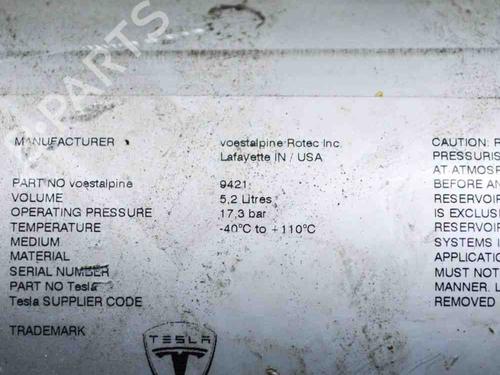 B-PARTS
MANUFACTURER voestalpine Rotec Inc.
Lafayette IN / USA
PART NO voestalpine 9421
VOLUME 5,2 Litres
OPERATING PRESSURE 17,3 bar
TEMPERATURE -40°C to +110°C
MEDIUM
MATERIAL
SERIAL NUMBER
PART NO Tesla
Tesla SUPPLIER CODE
TRADEMARK
TESLA
CAUTION: R
PRESSURIS
AT ATMOSP
BEFORE AN
RESERVOIR
IS EXCLUS
RESERVOIR
SYSTEMS I
APPLICATIO
MUST NOT
MANNER. L
REMOVED